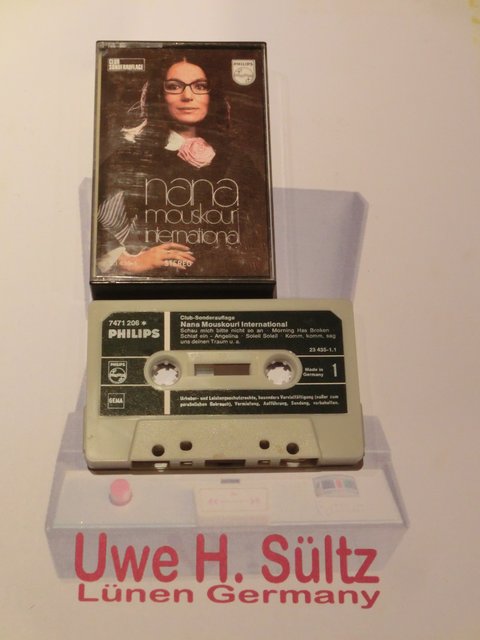 CLUB
SONDERAUFLAGE
PHILIPS
nana
mouskouri
international
STEREO
7471 206 *
Club-Sonderauflage
Nana Mouskouri International
Schau mich bitte nicht so an · Morning Has Broken
Schlaf ein · Angelina · Soleil Soleil · Komm, komm, sag
uns deinen Traum u. a.
PHILIPS
23 435-1.1
PHILIPS
Made in
Germany
1
GEMA
Urheber- und Leistungsschutzrechte, besonders Vervielfältigung (außer zum
persönlichen Gebrauch), Vermietung, Aufführung, Sendung, vorbehalten.
Uwe H. Sültz
Lünen Germany